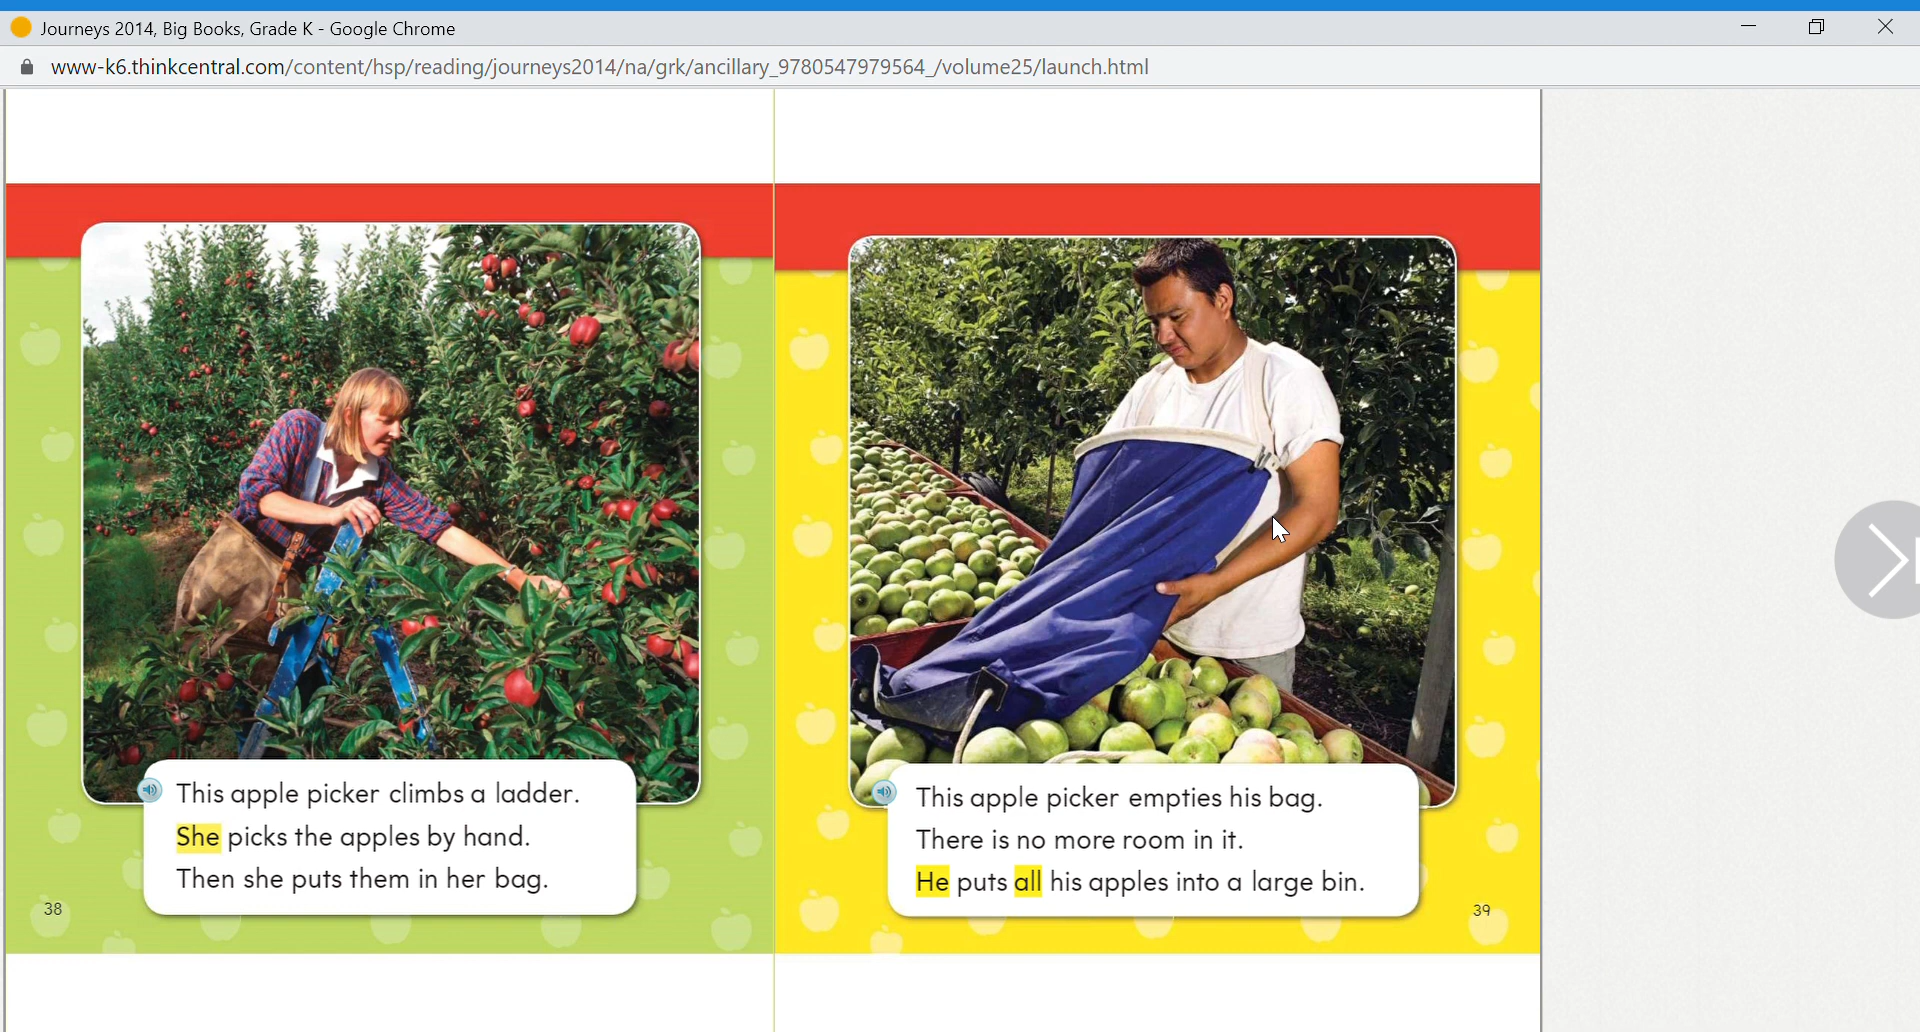 Journeys 2014, Big Books, Grade K - Google Chrome
www-k6.thinkcentral.com/content/hsp/reading/journeys2014/na/grk/ancillary_9780547979564_/volume25/launch.html
This apple picker climbs a ladder.
She picks the apples by hand.
Then she puts them in her bag.
38
This apple picker empties his bag.
There is no more room in it.
He puts all his apples into a large bin.
39